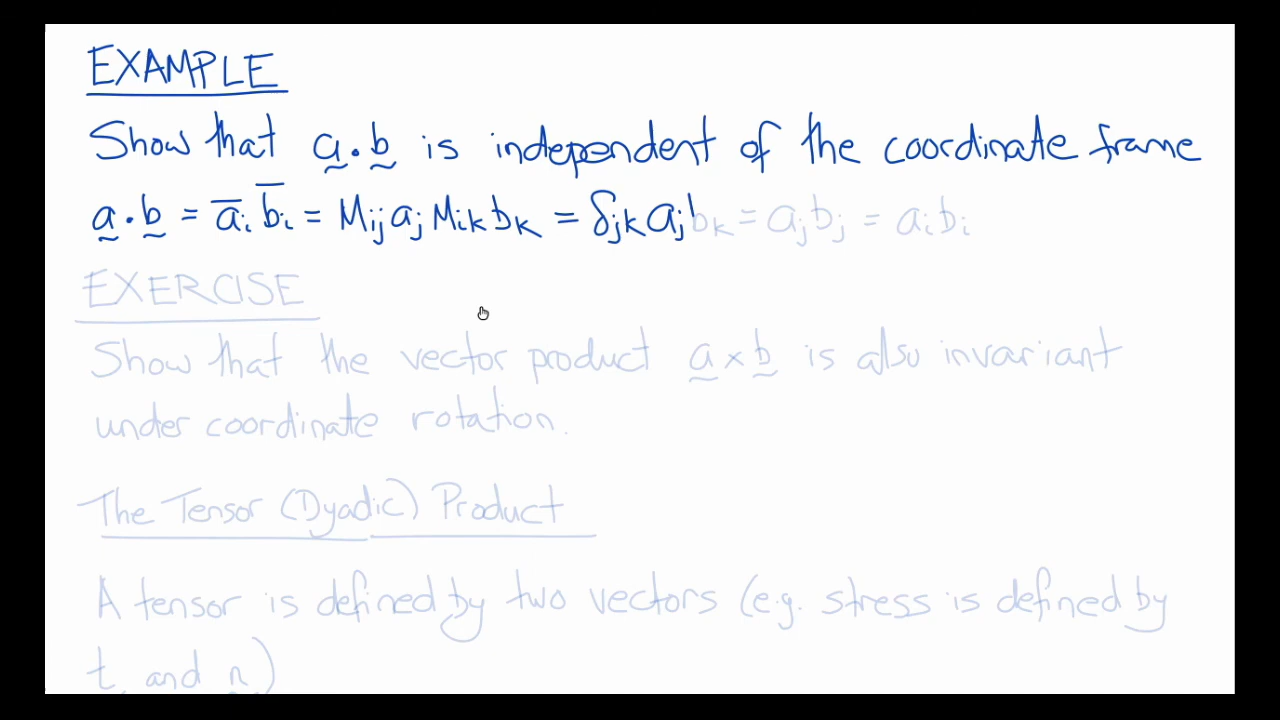 EXAMPLE
Show that a̰ · b̰ is independent of the coordinate frame
a̰ · b̰ = a̅ᵢ b̅ᵢ = Mᵢⱼ aⱼ Mᵢₖ bₖ = δⱼₖ aⱼ bₖ = aⱼ bⱼ = aᵢ bᵢ
EXERCISE
Show that the vector product a̰ × b̰ is also invariant
under coordinate rotation.
The Tensor (Dyadic) Product
A tensor is defined by two vectors (e.g. stress is defined by
t̰ and n̰)